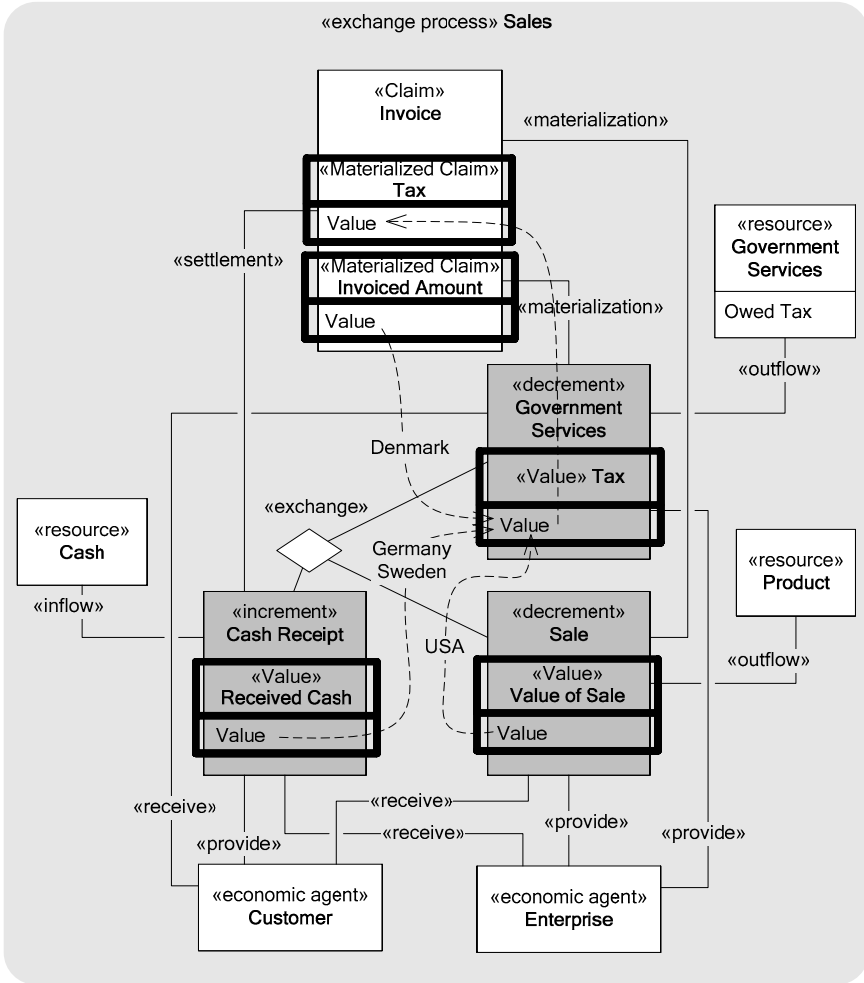 «exchange process» Sales
«Claim»
Invoice
«materialization»
«Materialized Claim»
Tax
Value
«settlement»
«Materialized Claim»
Invoiced Amount
Value
«materialization»
«resource»
Government
Services
Owed Tax
«outflow»
«decrement»
Government
Services
«Value» Tax
Value
Denmark
«exchange»
Germany
Sweden
«resource»
Cash
«inflow»
«resource»
Product
«outflow»
«increment»
Cash Receipt
«Value»
Received Cash
Value
USA
«decrement»
Sale
«Value»
Value of Sale
Value
«receive»
«receive»
«provide»
«receive»
«provide»
«provide»
«economic agent»
Customer
«economic agent»
Enterprise